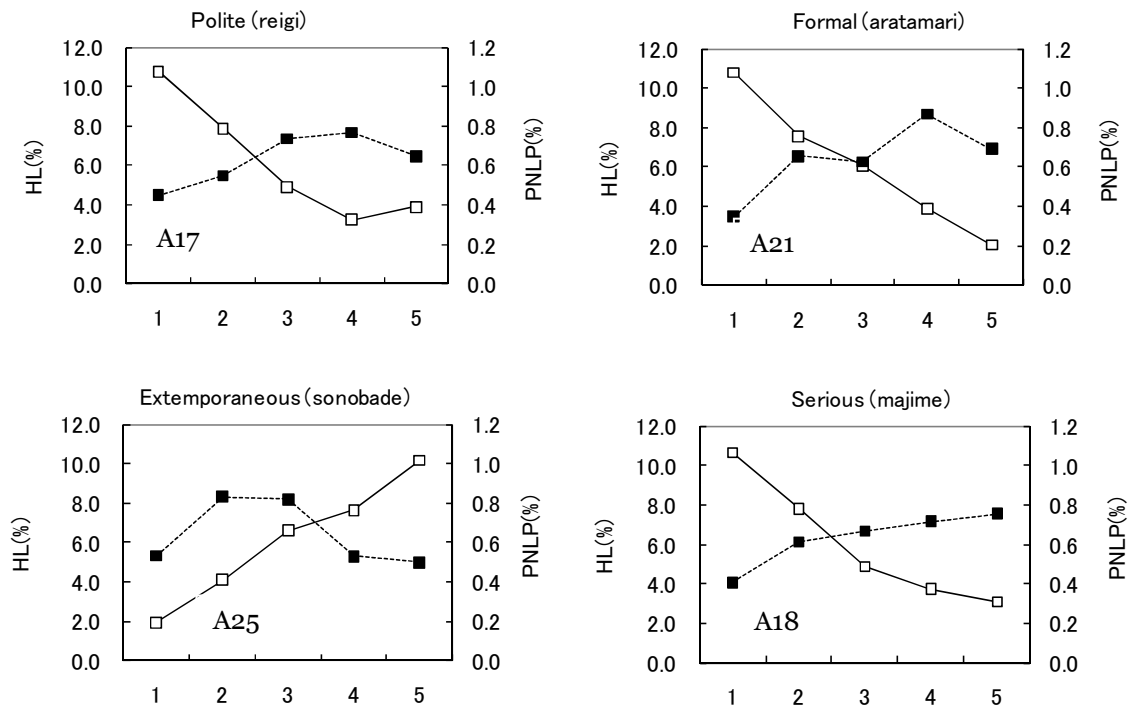 Polite (reigi)
12.0
10.0
8.0
6.0
4.0
2.0
0.0
HL(%)
1.2
1.0
0.8
0.6
0.4
0.2
0.0
PNLP(%)
A17
1 2 3 4 5
Formal (aratamari)
12.0
10.0
8.0
6.0
4.0
2.0
0.0
HL(%)
1.2
1.0
0.8
0.6
0.4
0.2
0.0
PNLP(%)
A21
1 2 3 4 5
Extemporaneous (sonobade)
12.0
10.0
8.0
6.0
4.0
2.0
0.0
HL(%)
1.2
1.0
0.8
0.6
0.4
0.2
0.0
PNLP(%)
A25
1 2 3 4 5
Serious (majime)
12.0
10.0
8.0
6.0
4.0
2.0
0.0
HL(%)
1.2
1.0
0.8
0.6
0.4
0.2
0.0
PNLP(%)
A18
1 2 3 4 5